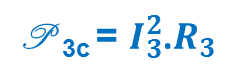 𝒫₃c = I₃².R₃